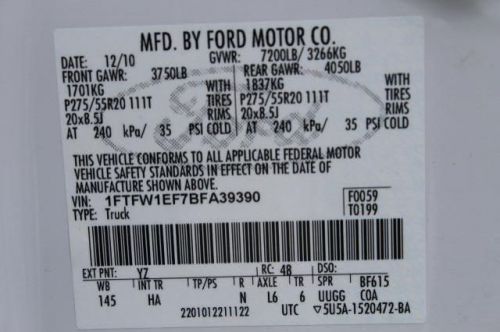 MFD. BY FORD MOTOR CO.
DATE: 12/10 GVWR: 7200LB/ 3266KG
FRONT GAWR: 3750LB REAR GAWR: 4050LB
1701KG WITH 1837KG WITH
P275/55R20 111T TIRES P275/55R20 111T TIRES
20x8.5J RIMS 20x8.5J RIMS
AT 240 kPa/ 35 PSI COLD AT 240 kPa/ 35 PSI COLD
Ford
THIS VEHICLE CONFORMS TO ALL APPLICABLE FEDERAL MOTOR
VEHICLE SAFETY STANDARDS IN EFFECT ON THE DATE OF
MANUFACTURE SHOWN ABOVE.
VIN: 1FTFW1EF7BFA39390 F0059
TYPE: Truck T0199
EXT PNT: YZ RC: 48 DSO:
WB INT TR TP/PS R AXLE TR SPR BF615
145 HA N L6 6 UUGG COA
2201012211122 UTC 5U5A-1520472-BA